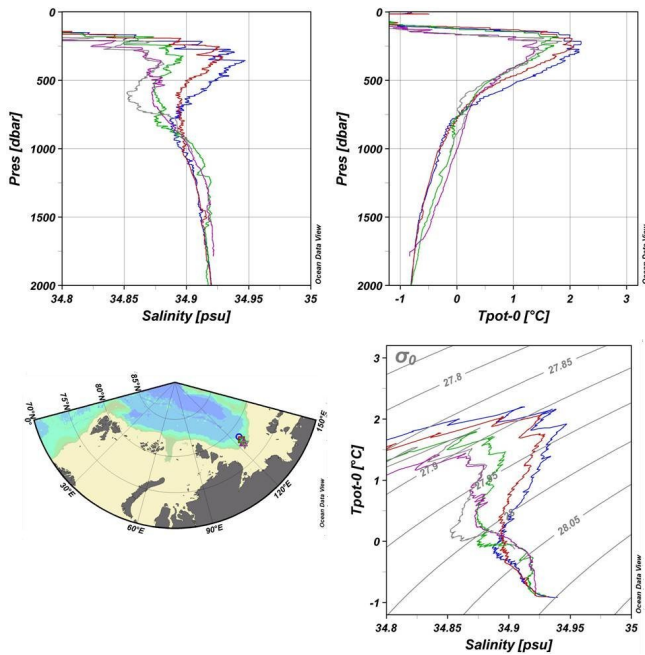 0
500
1000
1500
2000
Pres [dbar]
34.8
34.85
34.9
34.95
35
Salinity [psu]
Ocean Data View
0
500
1000
1500
2000
Pres [dbar]
-1
0
1
2
3
Tpot-0 [°C]
Ocean Data View
70°N
75°N
80°N
85°N
0°
30°E
60°E
90°E
120°E
150°E
Ocean Data View
σ0
27.8
27.85
27.9
27.95
28.05
3
2
1
0
-1
Tpot-0 [°C]
34.8
34.85
34.9
34.95
35
Salinity [psu]
Ocean Data View